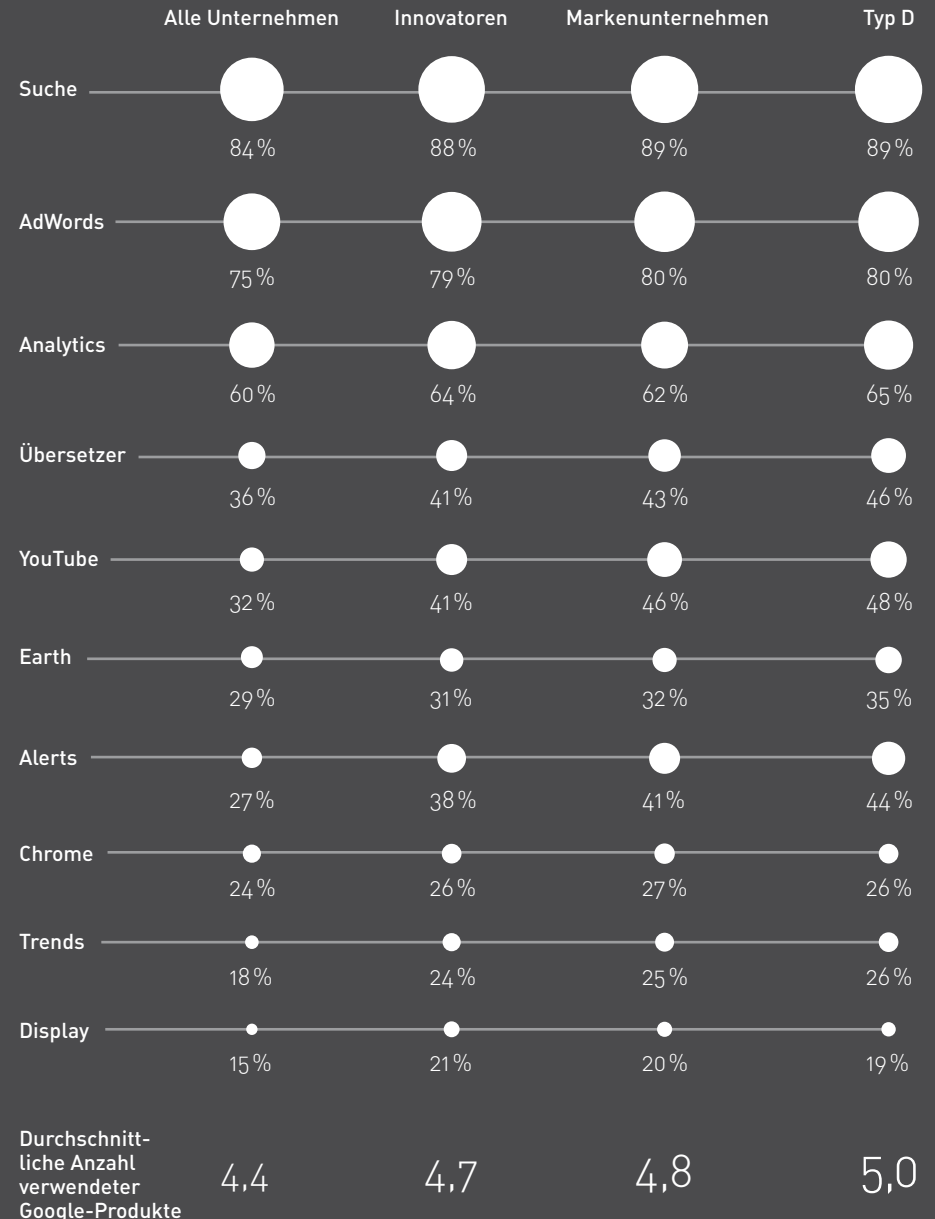 Alle Unternehmen Innovatoren Markenunternehmen Typ D
Suche
84 % 88 % 89 % 89 %
AdWords
75 % 79 % 80 % 80 %
Analytics
60 % 64 % 62 % 65 %
Übersetzer
36 % 41 % 43 % 46 %
YouTube
32 % 41 % 46 % 48 %
Earth
29 % 31 % 32 % 35 %
Alerts
27 % 38 % 41 % 44 %
Chrome
24 % 26 % 27 % 26 %
Trends
18 % 24 % 25 % 26 %
Display
15 % 21 % 20 % 19 %
Durchschnitt-
liche Anzahl
verwendeter
Google-Produkte
4,4 4,7 4,8 5,0